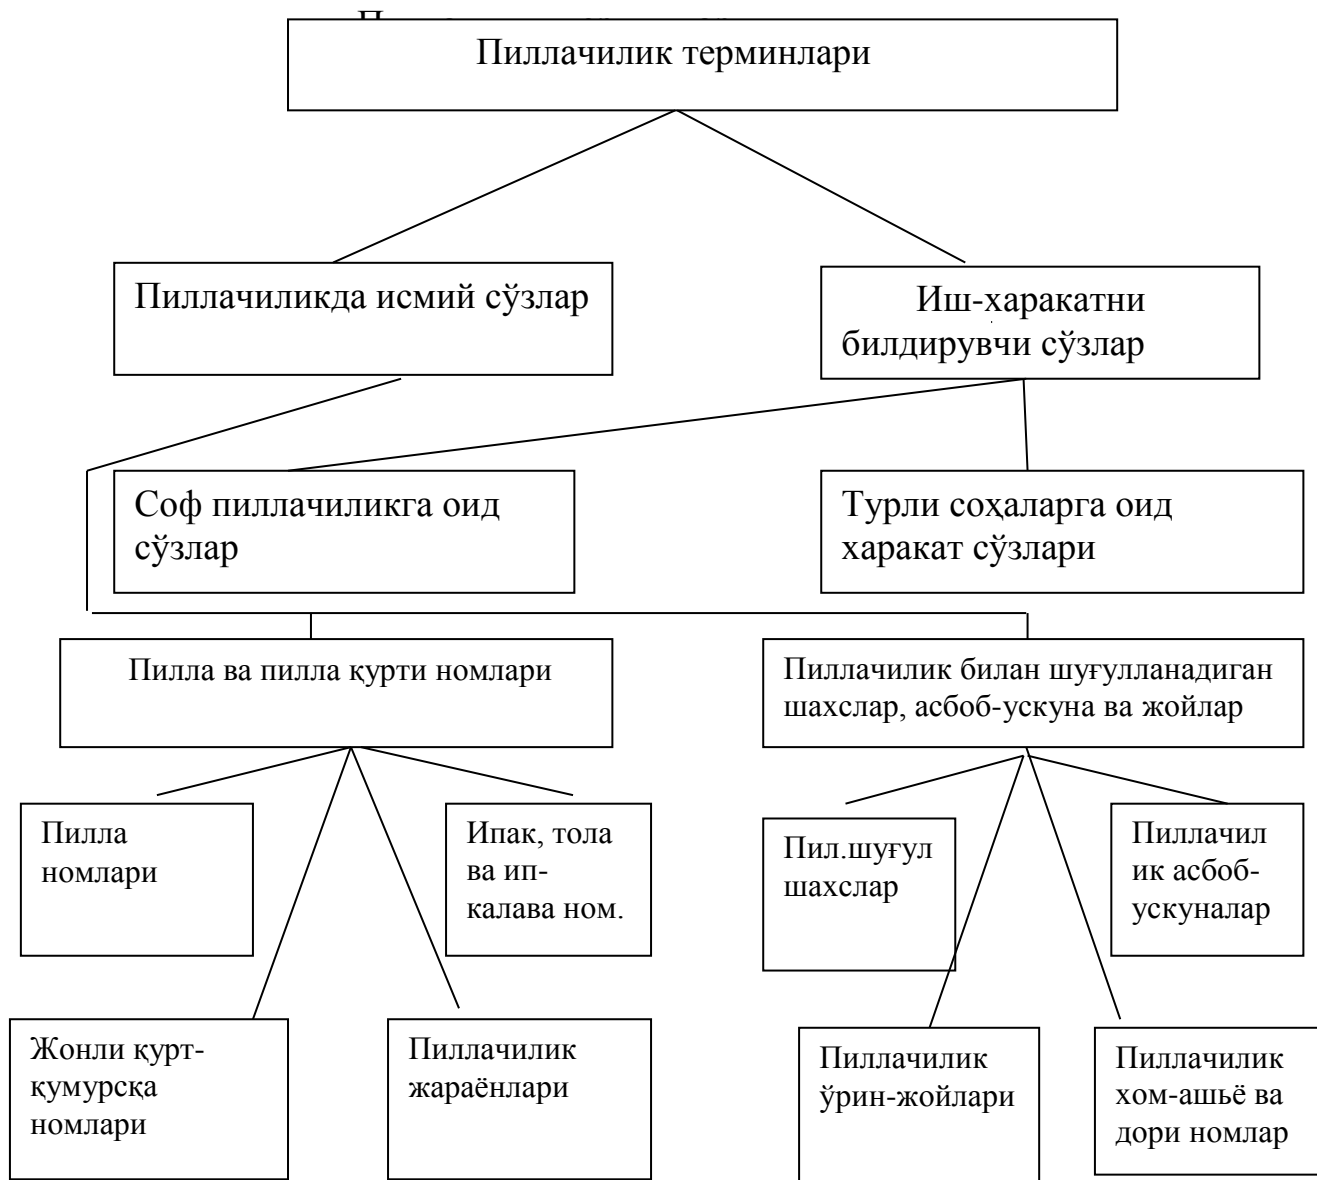 Пиллачилик терминлари
Пиллачиликда исмий сўзлар
Иш-харакатни
билдирувчи сўзлар
Соф пиллачиликга оид
сўзлар
Турли соҳаларга оид
харакат сўзлари
Пилла ва пилла қурти номлари
Пиллачилик билан шуғулланадиган
шахслар, асбоб-ускуна ва жойлар
Пилла
номлари
Ипак, тола
ва ип-
калава ном.
Пил.шуғул
шахслар
Пиллачил
ик асбоб-
ускуналар
Жонли қурт-
қумурсқа
номлари
Пиллачилик
жараёнлари
Пиллачилик
ўрин-жойлари
Пиллачилик
хом-ашьё ва
дори номлар